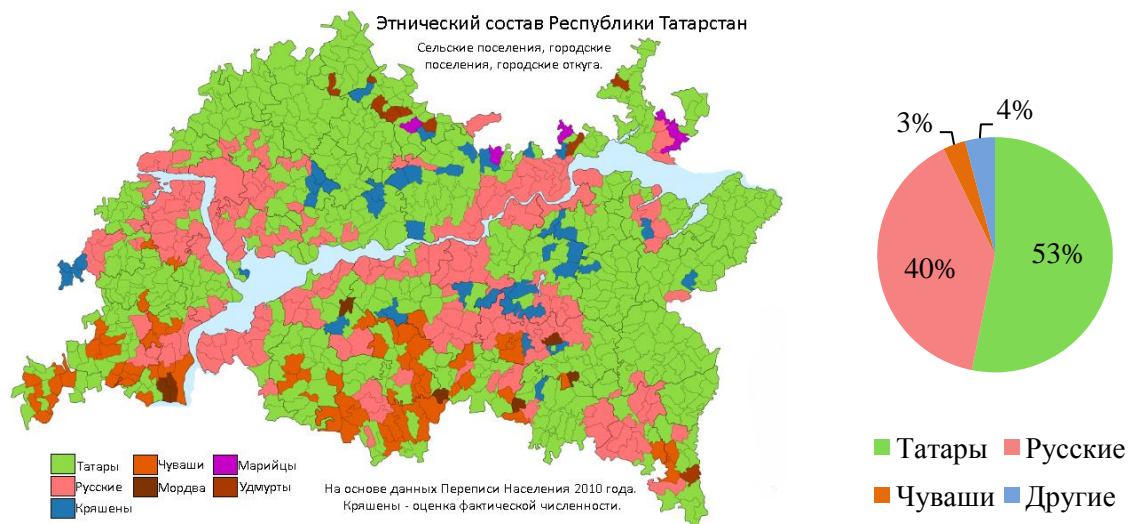 Этнический состав Республики Татарстан
Сельские поселения, городские
поселения, городские откуга.
Татары
Русские
Кряшены
Чуваши
Мордва
Марийцы
Удмурты
На основе данных Переписи Населения 2010 года.
Кряшены - оценка фактической численности.
3%
4%
40%
53%
Татары
Русские
Чуваши
Другие